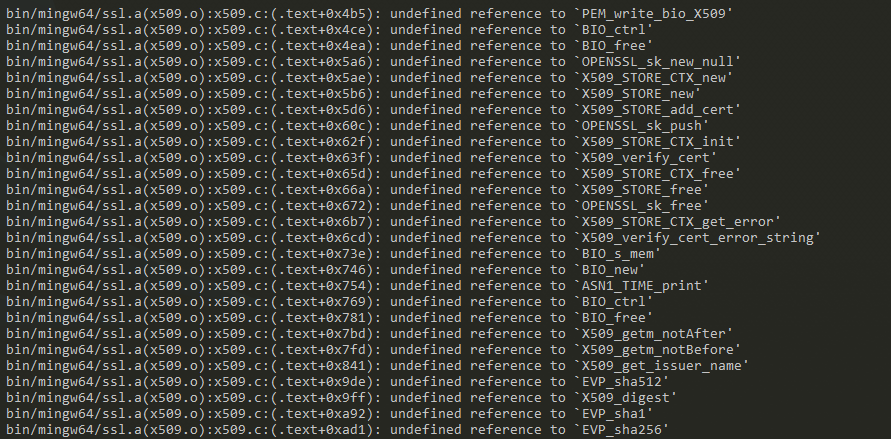 bin/mingw64/ssl.a(x509.o):x509.c:(.text+0x4b5): undefined reference to `PEM_write_bio_X509'
bin/mingw64/ssl.a(x509.o):x509.c:(.text+0x4ce): undefined reference to `BIO_ctrl'
bin/mingw64/ssl.a(x509.o):x509.c:(.text+0x4ea): undefined reference to `BIO_free'
bin/mingw64/ssl.a(x509.o):x509.c:(.text+0x5a6): undefined reference to `OPENSSL_sk_new_null'
bin/mingw64/ssl.a(x509.o):x509.c:(.text+0x5ae): undefined reference to `X509_STORE_CTX_new'
bin/mingw64/ssl.a(x509.o):x509.c:(.text+0x5b6): undefined reference to `X509_STORE_new'
bin/mingw64/ssl.a(x509.o):x509.c:(.text+0x5d6): undefined reference to `X509_STORE_add_cert'
bin/mingw64/ssl.a(x509.o):x509.c:(.text+0x60c): undefined reference to `OPENSSL_sk_push'
bin/mingw64/ssl.a(x509.o):x509.c:(.text+0x62f): undefined reference to `X509_STORE_CTX_init'
bin/mingw64/ssl.a(x509.o):x509.c:(.text+0x63f): undefined reference to `X509_verify_cert'
bin/mingw64/ssl.a(x509.o):x509.c:(.text+0x65d): undefined reference to `X509_STORE_CTX_free'
bin/mingw64/ssl.a(x509.o):x509.c:(.text+0x66a): undefined reference to `X509_STORE_free'
bin/mingw64/ssl.a(x509.o):x509.c:(.text+0x672): undefined reference to `OPENSSL_sk_free'
bin/mingw64/ssl.a(x509.o):x509.c:(.text+0x6b7): undefined reference to `X509_STORE_CTX_get_error'
bin/mingw64/ssl.a(x509.o):x509.c:(.text+0x6cd): undefined reference to `X509_verify_cert_error_string'
bin/mingw64/ssl.a(x509.o):x509.c:(.text+0x73e): undefined reference to `BIO_s_mem'
bin/mingw64/ssl.a(x509.o):x509.c:(.text+0x746): undefined reference to `BIO_new'
bin/mingw64/ssl.a(x509.o):x509.c:(.text+0x754): undefined reference to `ASN1_TIME_print'
bin/mingw64/ssl.a(x509.o):x509.c:(.text+0x769): undefined reference to `BIO_ctrl'
bin/mingw64/ssl.a(x509.o):x509.c:(.text+0x781): undefined reference to `BIO_free'
bin/mingw64/ssl.a(x509.o):x509.c:(.text+0x7bd): undefined reference to `X509_getm_notAfter'
bin/mingw64/ssl.a(x509.o):x509.c:(.text+0x7fd): undefined reference to `X509_getm_notBefore'
bin/mingw64/ssl.a(x509.o):x509.c:(.text+0x841): undefined reference to `X509_get_issuer_name'
bin/mingw64/ssl.a(x509.o):x509.c:(.text+0x9de): undefined reference to `EVP_sha512'
bin/mingw64/ssl.a(x509.o):x509.c:(.text+0x9ff): undefined reference to `X509_digest'
bin/mingw64/ssl.a(x509.o):x509.c:(.text+0xa92): undefined reference to `EVP_sha1'
bin/mingw64/ssl.a(x509.o):x509.c:(.text+0xad1): undefined reference to `EVP_sha256'